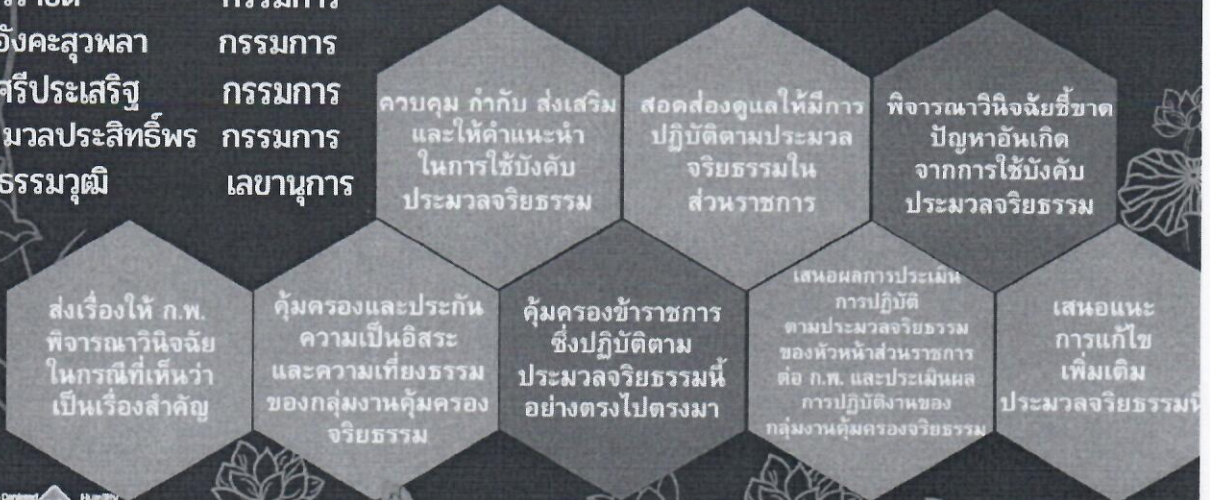 กรรมการ
อังคะสุวพลา กรรมการ
ศรีประเสริฐ กรรมการ
มวลประสิทธิ์พร กรรมการ
ธรรมวุฒิ เลขานุการ
ควบคุม กำกับ ส่งเสริม
และให้คำแนะนำ
ในการใช้บังคับ
ประมวลจริยธรรม
สอดส่องดูแลให้มีการ
ปฏิบัติตามประมวล
จริยธรรมใน
ส่วนราชการ
พิจารณาวินิจฉัยชี้ขาด
ปัญหาอันเกิด
จากการใช้บังคับ
ประมวลจริยธรรม
ส่งเรื่องให้ ก.พ.
พิจารณาวินิจฉัย
ในกรณีที่เห็นว่า
เป็นเรื่องสำคัญ
คุ้มครองและประกัน
ความเป็นอิสระ
และความเที่ยงธรรม
ของกลุ่มงานคุ้มครอง
จริยธรรม
คุ้มครองข้าราชการ
ซึ่งปฏิบัติตาม
ประมวลจริยธรรมนี้
อย่างตรงไปตรงมา
เสนอผลการประเมิน
การปฏิบัติ
ตามประมวลจริยธรรม
ของหัวหน้าส่วนราชการ
ต่อ ก.พ. และประเมินผล
การปฏิบัติงานของ
กลุ่มงานคุ้มครองจริยธรรม
เสนอแนะ
การแก้ไข
เพิ่มเติม
ประมวลจริยธรรมนี้
Humility